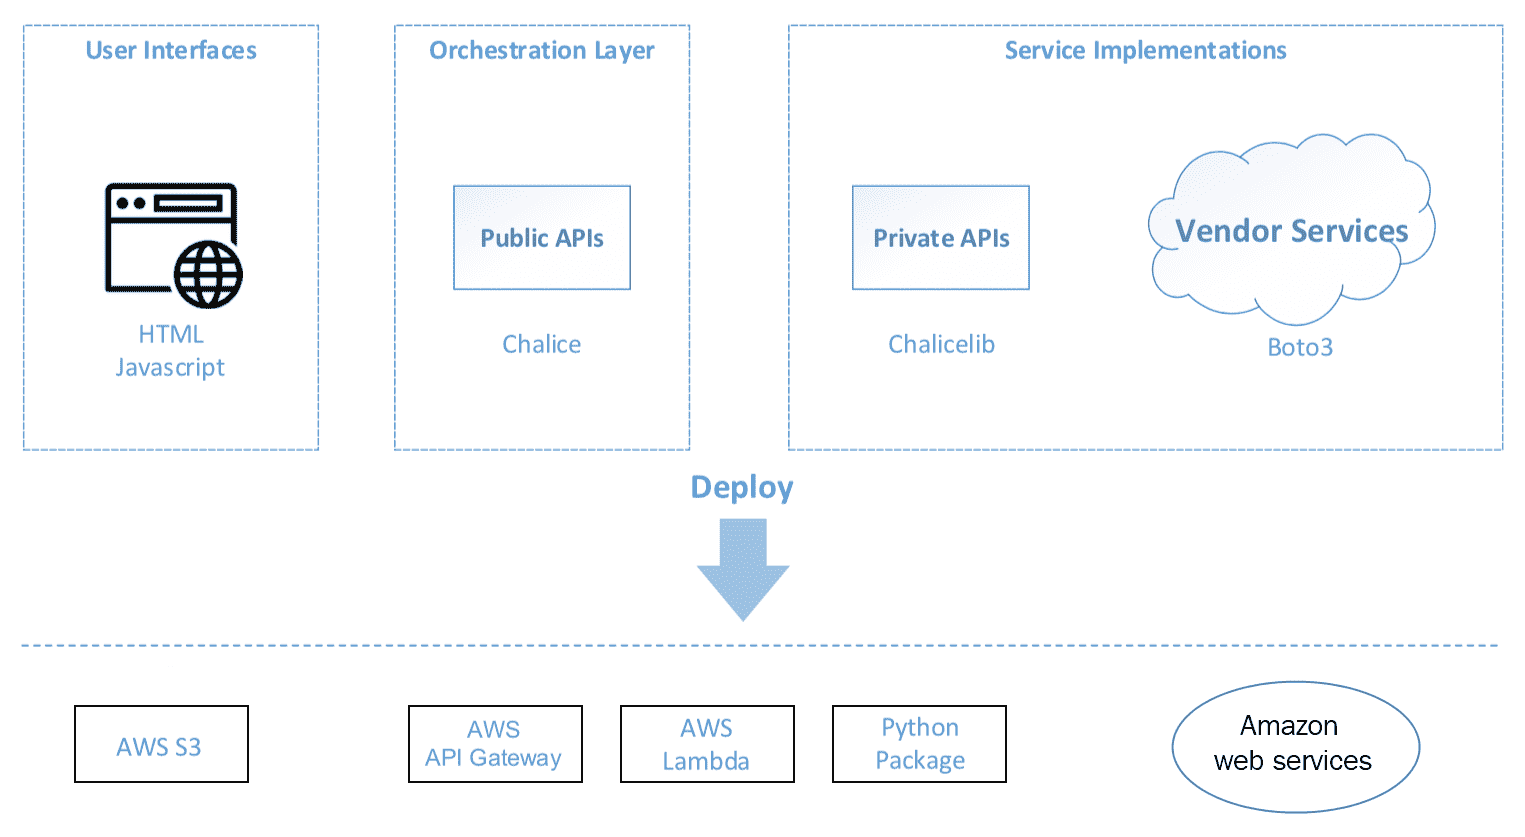 User Interfaces
Orchestration Layer
Service Implementations
Public APIs
Private APIs
Vendor Services
HTML
Javascript
Chalice
Chalicelib
Boto3
Deploy
AWS S3
AWS
API Gateway
AWS
Lambda
Python
Package
Amazon
web services